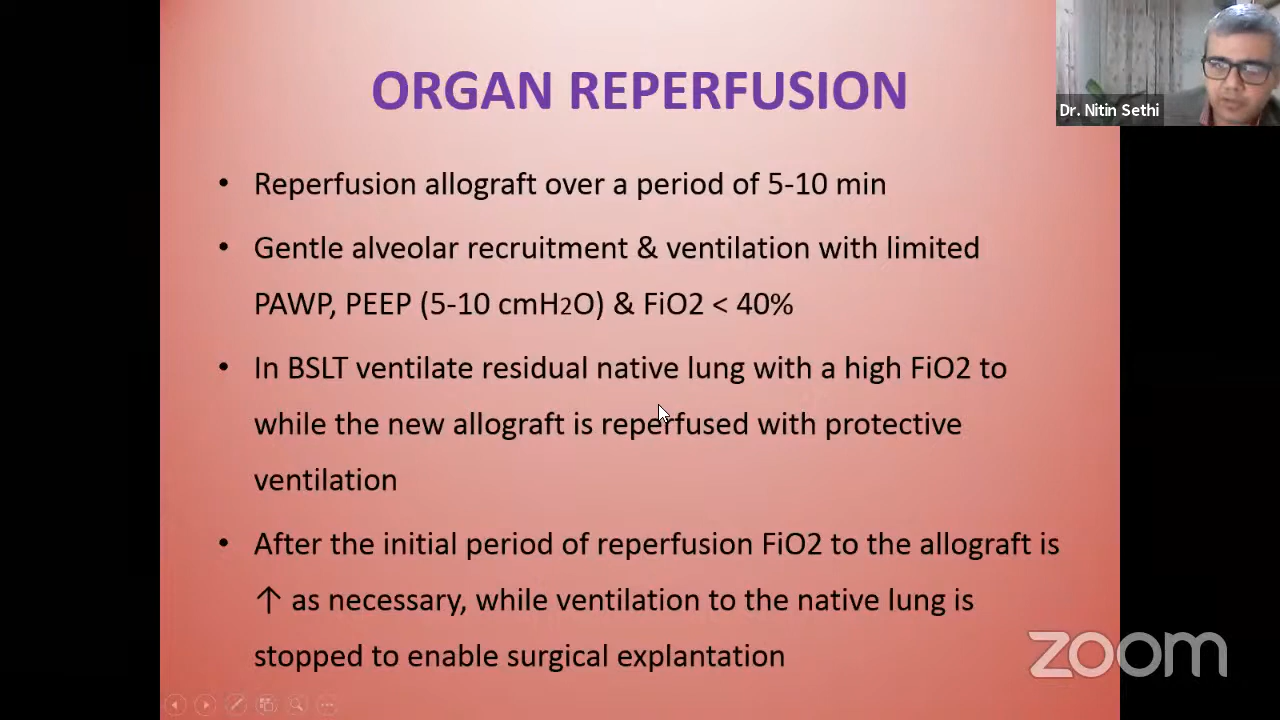 ORGAN REPERFUSION
Dr. Nitin Sethi
• Reperfusion allograft over a period of 5-10 min
• Gentle alveolar recruitment & ventilation with limited
PAWP, PEEP (5-10 cmH2O) & FiO2 < 40%
• In BSLT ventilate residual native lung with a high FiO2 to
while the new allograft is reperfused with protective
ventilation
• After the initial period of reperfusion FiO2 to the allograft is
↑ as necessary, while ventilation to the native lung is
stopped to enable surgical explantation
zoom